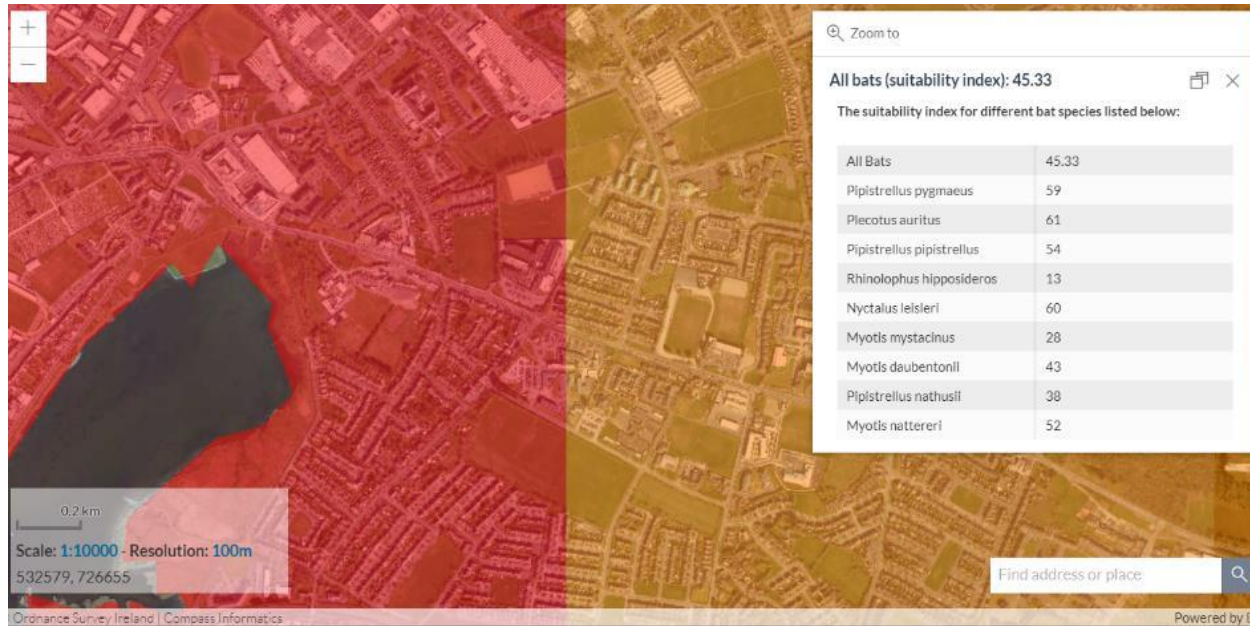 +
−
Zoom to
All bats (suitability index): 45.33
The suitability index for different bat species listed below:
All Bats 45.33
Pipistrellus pygmaeus 59
Plecotus auritus 61
Pipistrellus pipistrellus 54
Rhinolophus hipposideros 13
Nyctalus leisleri 60
Myotis mystacinus 28
Myotis daubentonii 43
Pipistrellus nathusii 38
Myotis nattereri 52
0.2 km
Scale: 1:10000 - Resolution: 100m
532579, 726655
Find address or place
Ordnance Survey Ireland | Compass Informatics
Powered by